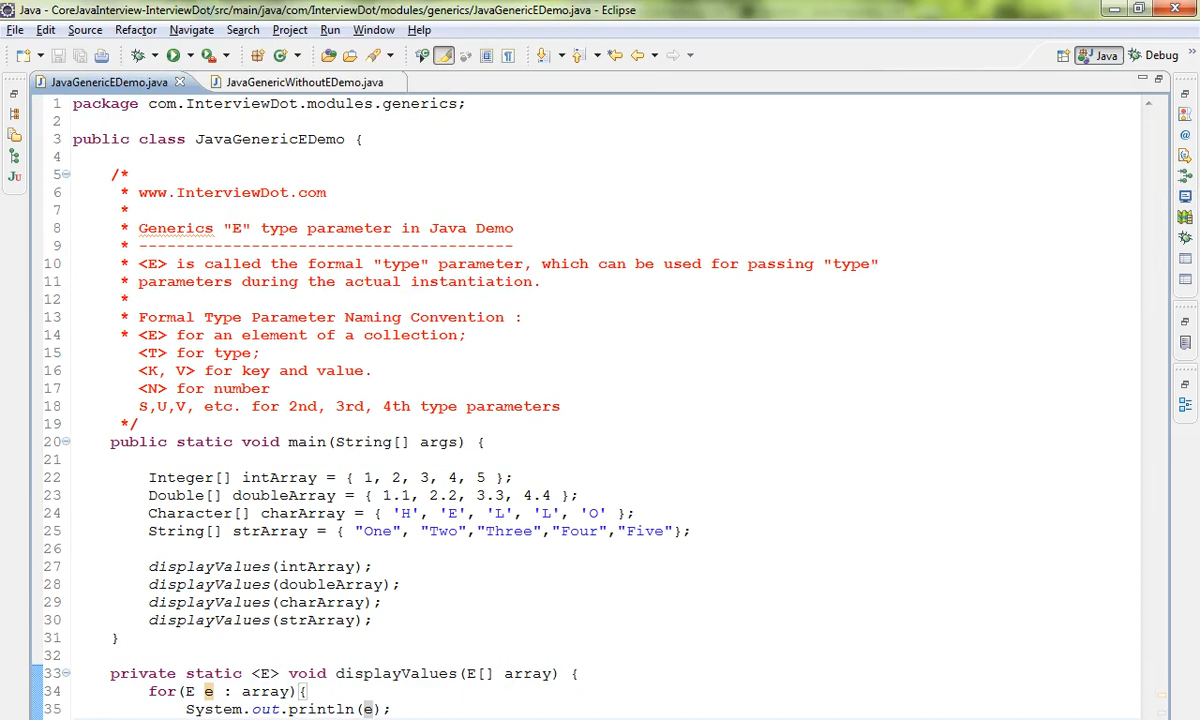 Java - CoreJavaInterview-InterviewDot/src/main/java/com/InterviewDot/modules/generics/JavaGenericEDemo.java - Eclipse
File Edit Source Refactor Navigate Search Project Run Window Help
Java Debug
JavaGenericEDemo.java JavaGenericWithoutEDemo.java
1 package com.InterviewDot.modules.generics;
2
3 public class JavaGenericEDemo {
4
5 /*
6 * www.InterviewDot.com
7 *
8 * Generics "E" type parameter in Java Demo
9 * ----------------------------------------
10 * <E> is called the formal "type" parameter, which can be used for passing "type"
11 * parameters during the actual instantiation.
12 *
13 * Formal Type Parameter Naming Convention :
14 * <E> for an element of a collection;
15 <T> for type;
16 <K, V> for key and value.
17 <N> for number
18 S,U,V, etc. for 2nd, 3rd, 4th type parameters
19 */
20 public static void main(String[] args) {
21
22 Integer[] intArray = { 1, 2, 3, 4, 5 };
23 Double[] doubleArray = { 1.1, 2.2, 3.3, 4.4 };
24 Character[] charArray = { 'H', 'E', 'L', 'L', 'O' };
25 String[] strArray = { "One", "Two","Three","Four","Five"};
26
27 displayValues(intArray);
28 displayValues(doubleArray);
29 displayValues(charArray);
30 displayValues(strArray);
31 }
32
33 private static <E> void displayValues(E[] array) {
34 for(E e : array){
35 System.out.println(e);